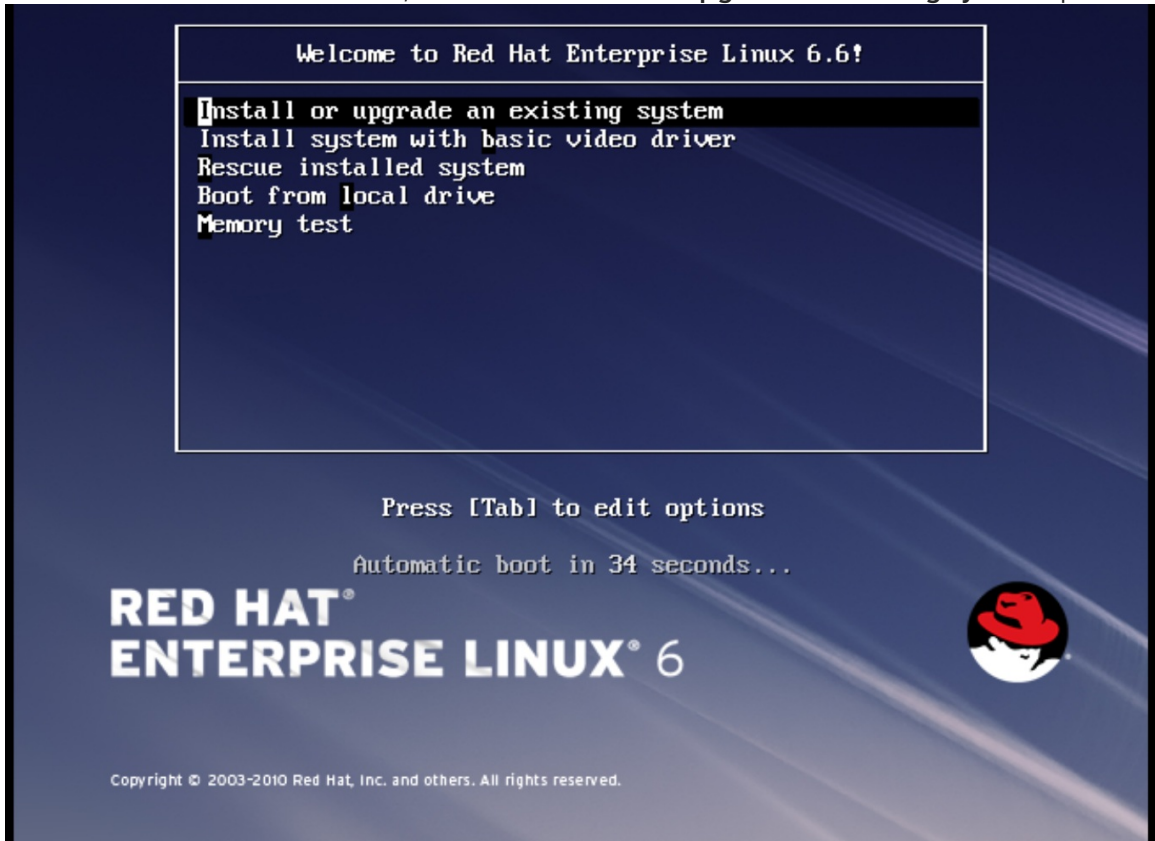 Welcome to Red Hat Enterprise Linux 6.6!
Install or upgrade an existing system
Install system with basic video driver
Rescue installed system
Boot from local drive
Memory test
Press [Tab] to edit options
Automatic boot in 34 seconds...
RED HAT®
ENTERPRISE LINUX® 6
Copyright © 2003-2010 Red Hat, Inc. and others. All rights reserved.